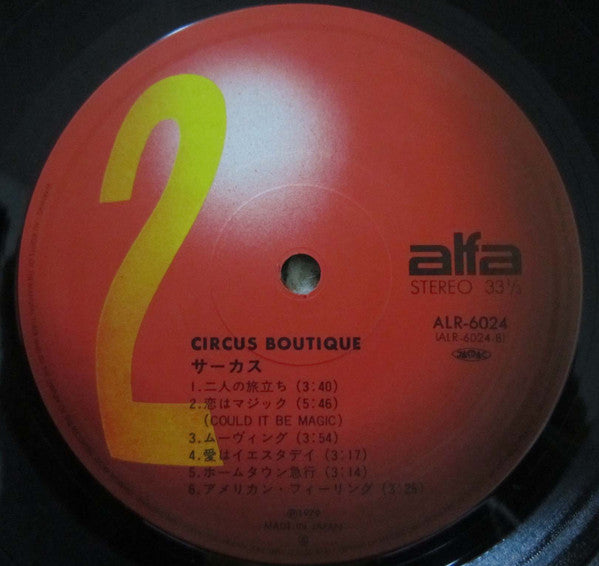 2
alfa
STEREO 33⅓
ALR-6024
(ALR-6024-B)
JASRAC
CIRCUS BOUTIQUE
サーカス
1.二人の旅立ち (3:40)
2.恋はマジック (5:46)
(COULD IT BE MAGIC)
3.ムーヴィング (3:54)
4.愛はイエスタデイ (3:17)
5.ホームタウン急行 (3:14)
6.アメリカン・フィーリング (3:26)
Ⓟ1979
MADE IN JAPAN